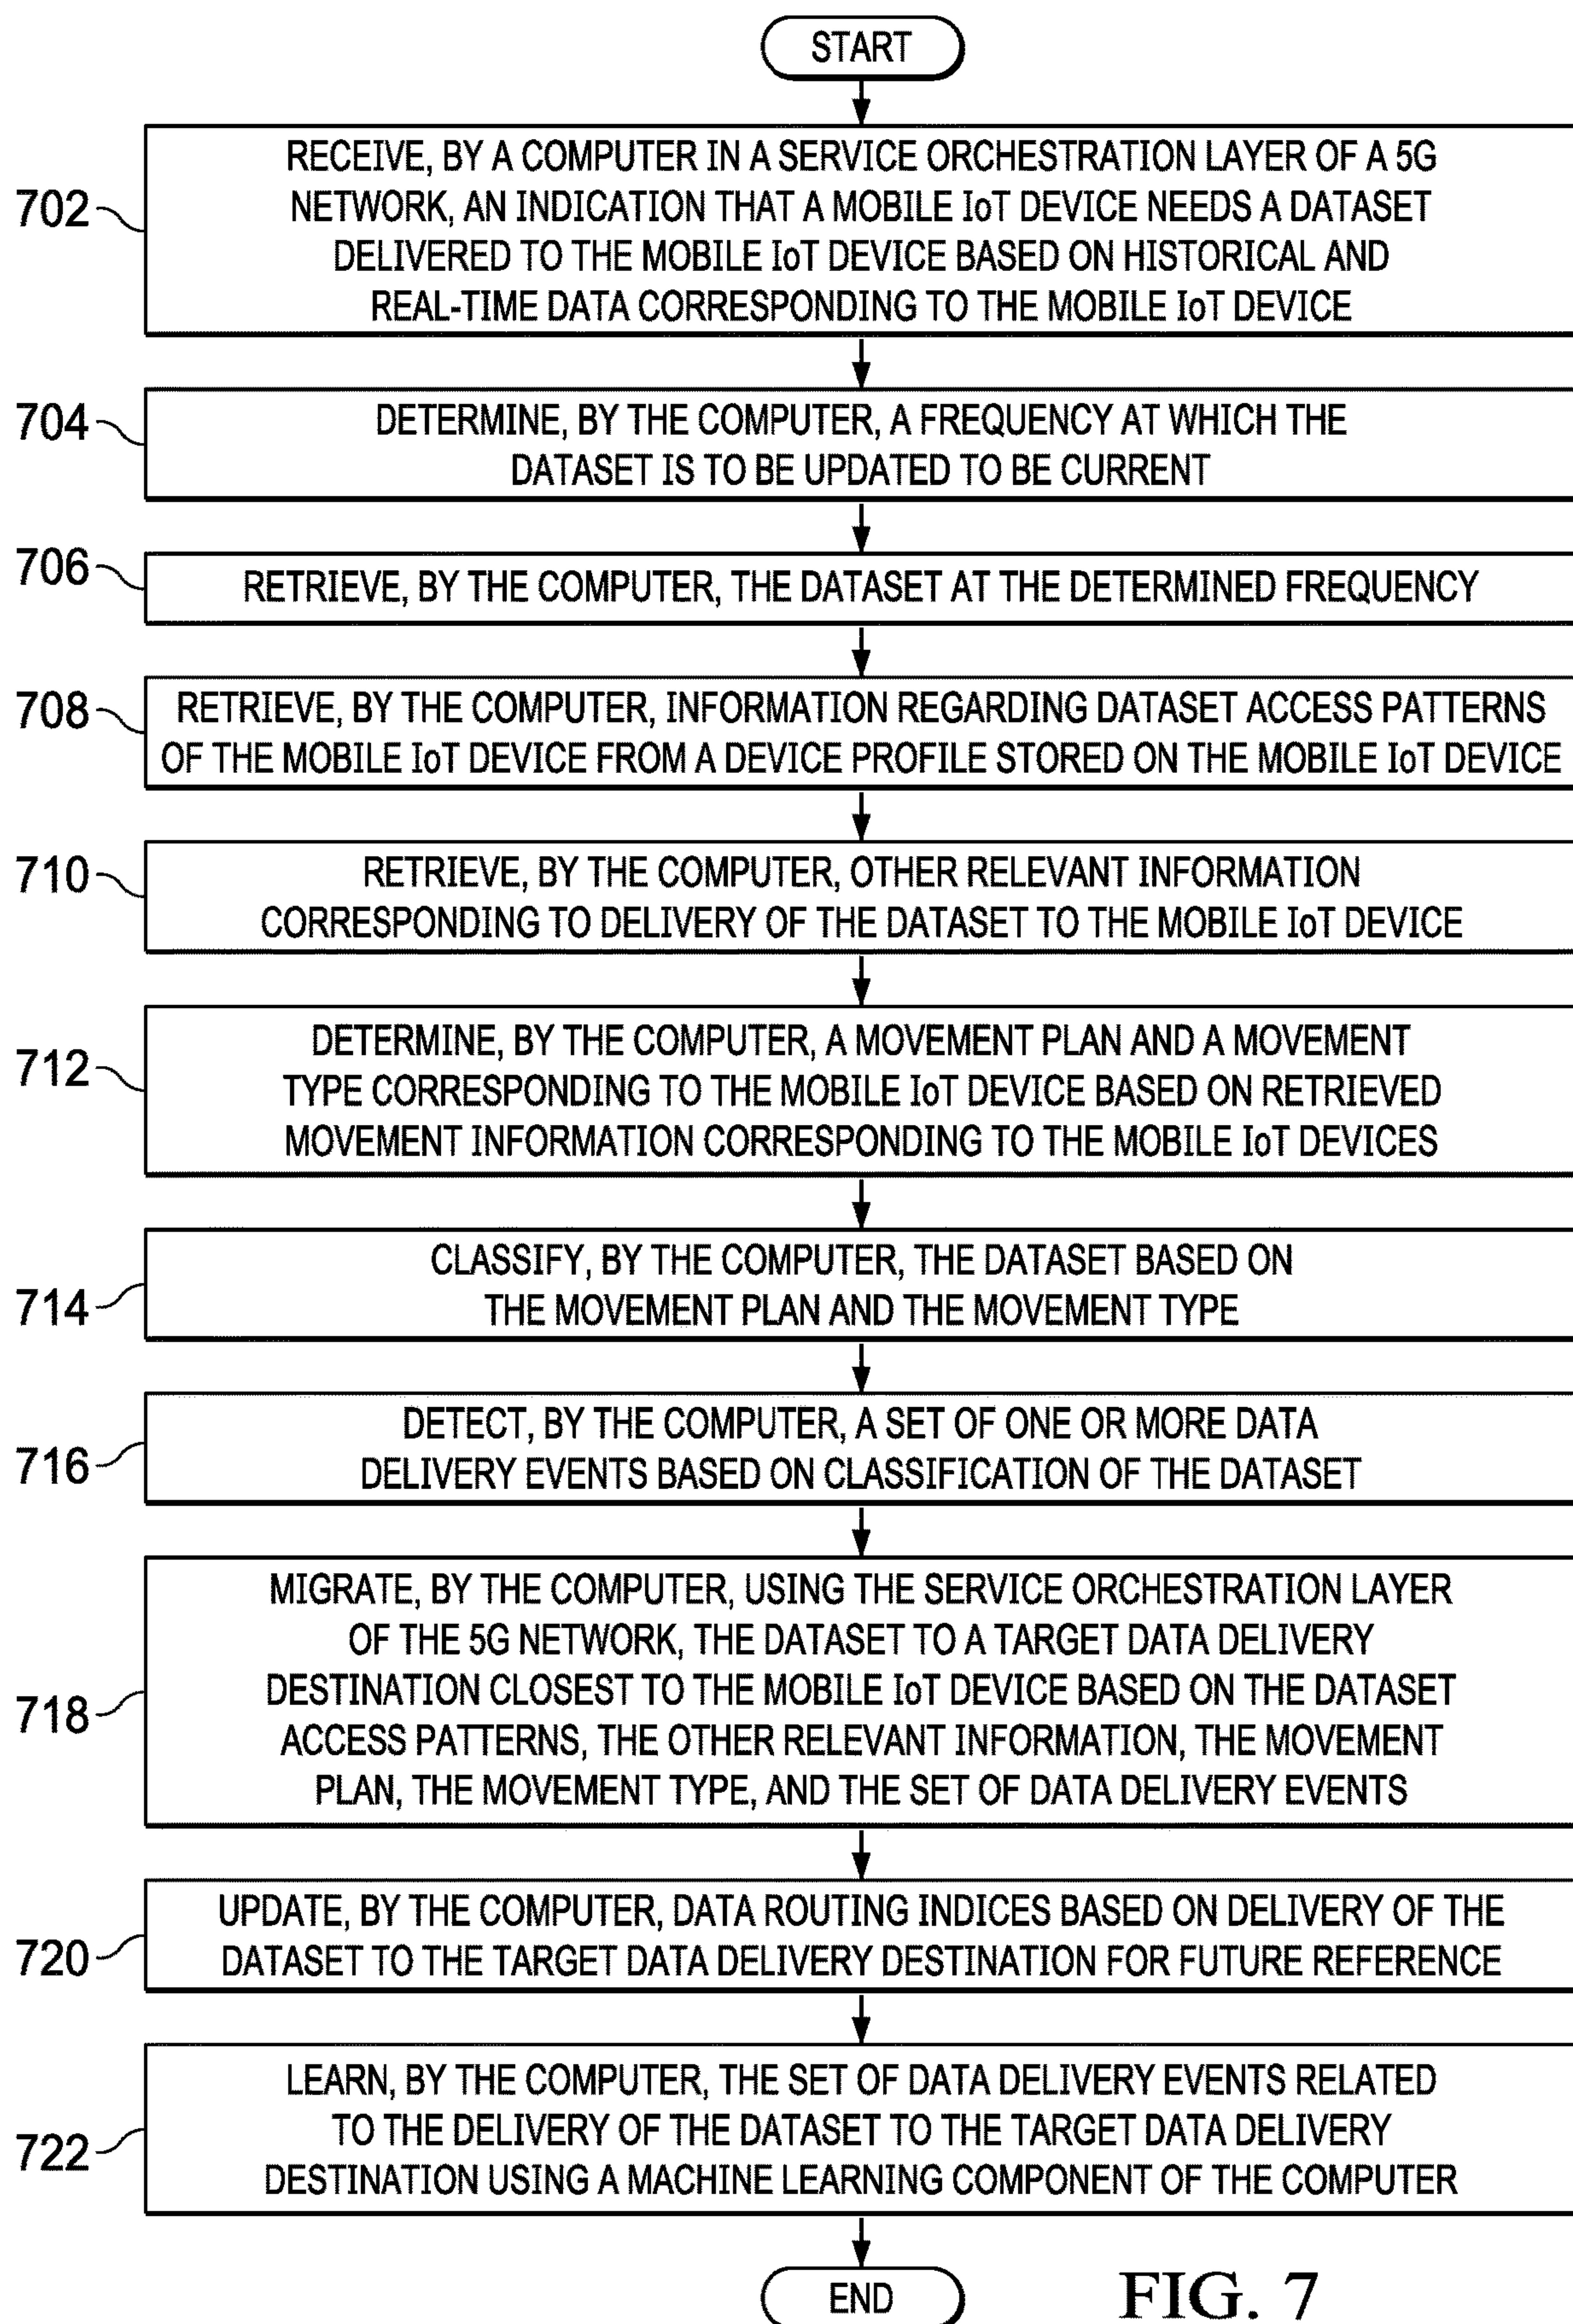 START
702
RECEIVE, BY A COMPUTER IN A SERVICE ORCHESTRATION LAYER OF A 5G
NETWORK, AN INDICATION THAT A MOBILE IoT DEVICE NEEDS A DATASET
DELIVERED TO THE MOBILE IoT DEVICE BASED ON HISTORICAL AND
REAL-TIME DATA CORRESPONDING TO THE MOBILE IoT DEVICE
704
DETERMINE, BY THE COMPUTER, A FREQUENCY AT WHICH THE
DATASET IS TO BE UPDATED TO BE CURRENT
706
RETRIEVE, BY THE COMPUTER, THE DATASET AT THE DETERMINED FREQUENCY
708
RETRIEVE, BY THE COMPUTER, INFORMATION REGARDING DATASET ACCESS PATTERNS
OF THE MOBILE IoT DEVICE FROM A DEVICE PROFILE STORED ON THE MOBILE IoT DEVICE
710
RETRIEVE, BY THE COMPUTER, OTHER RELEVANT INFORMATION
CORRESPONDING TO DELIVERY OF THE DATASET TO THE MOBILE IoT DEVICE
712
DETERMINE, BY THE COMPUTER, A MOVEMENT PLAN AND A MOVEMENT
TYPE CORRESPONDING TO THE MOBILE IoT DEVICE BASED ON RETRIEVED
MOVEMENT INFORMATION CORRESPONDING TO THE MOBILE IoT DEVICES
714
CLASSIFY, BY THE COMPUTER, THE DATASET BASED ON
THE MOVEMENT PLAN AND THE MOVEMENT TYPE
716
DETECT, BY THE COMPUTER, A SET OF ONE OR MORE DATA
DELIVERY EVENTS BASED ON CLASSIFICATION OF THE DATASET
718
MIGRATE, BY THE COMPUTER, USING THE SERVICE ORCHESTRATION LAYER
OF THE 5G NETWORK, THE DATASET TO A TARGET DATA DELIVERY
DESTINATION CLOSEST TO THE MOBILE IoT DEVICE BASED ON THE DATASET
ACCESS PATTERNS, THE OTHER RELEVANT INFORMATION, THE MOVEMENT
PLAN, THE MOVEMENT TYPE, AND THE SET OF DATA DELIVERY EVENTS
720
UPDATE, BY THE COMPUTER, DATA ROUTING INDICES BASED ON DELIVERY OF THE
DATASET TO THE TARGET DATA DELIVERY DESTINATION FOR FUTURE REFERENCE
722
LEARN, BY THE COMPUTER, THE SET OF DATA DELIVERY EVENTS RELATED
TO THE DELIVERY OF THE DATASET TO THE TARGET DATA DELIVERY
DESTINATION USING A MACHINE LEARNING COMPONENT OF THE COMPUTER
END
FIG. 7